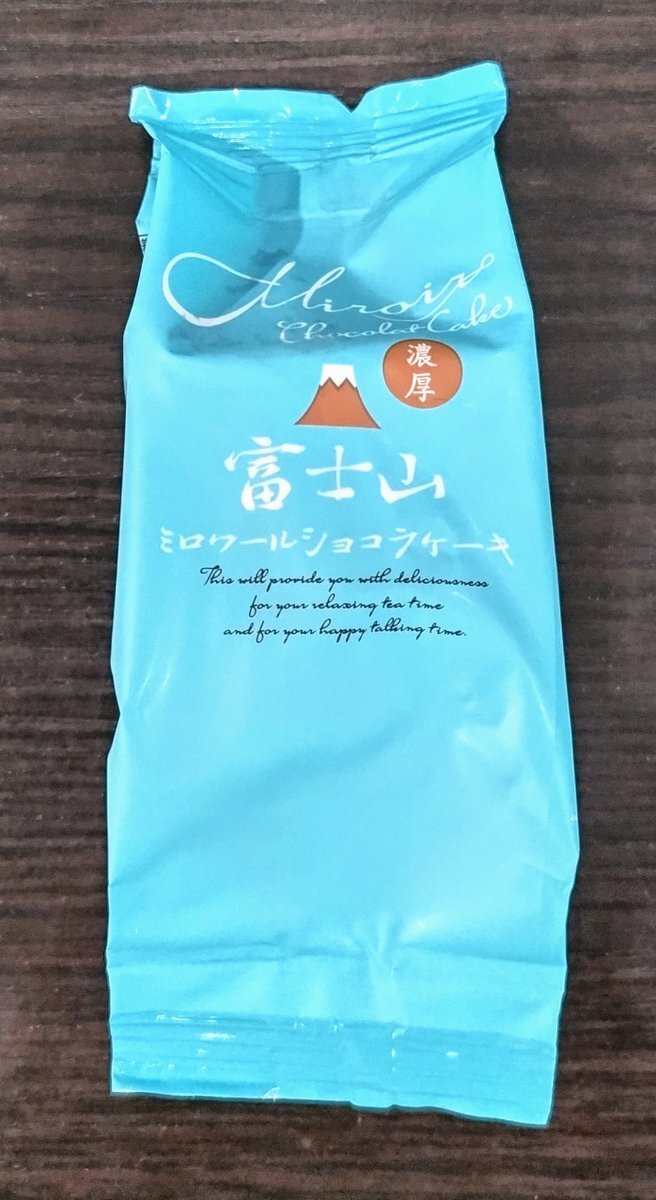 Miroir
Chocolat Cake
濃厚
富士山
ミロワールショコラケーキ
This will provide you with deliciousness
for your relaxing tea time
and for your happy talking time.